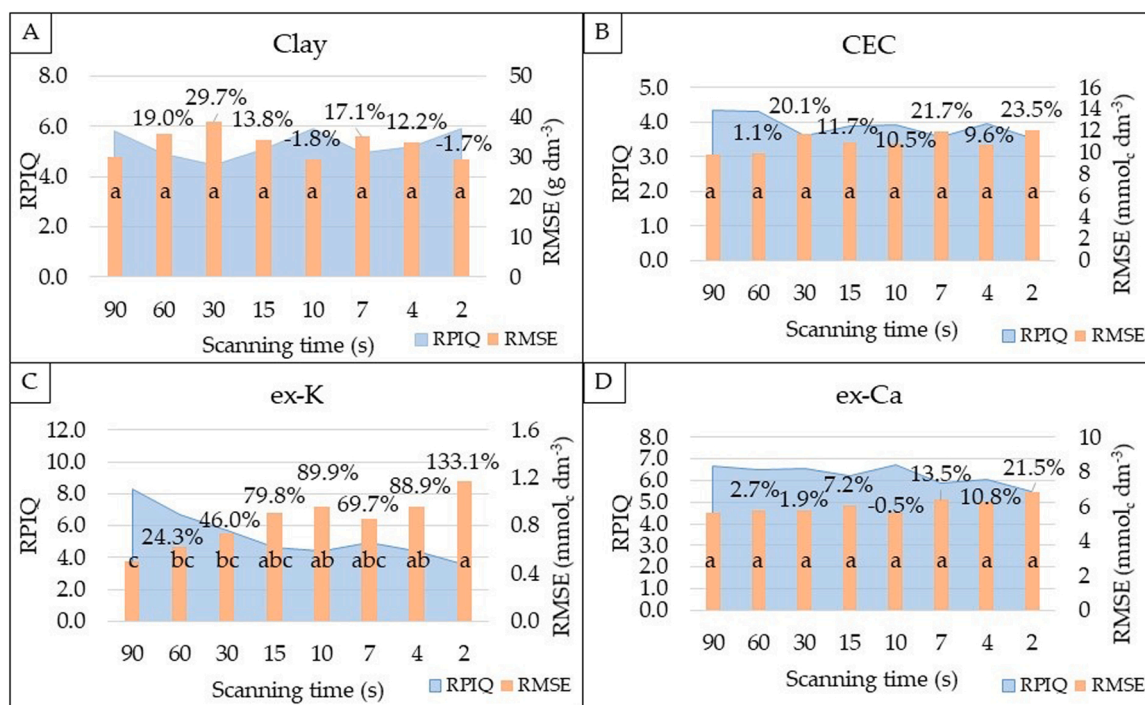 A
Clay
8.0
6.0
4.0
2.0
0.0
RPIQ
50
40
30
20
10
0
RMSE (g dm⁻³)
19.0%
29.7%
13.8%
-1.8%
17.1%
12.2%
-1.7%
a a a a a a a a
90 60 30 15 10 7 4 2
Scanning time (s)
RPIQ RMSE
B
CEC
5.0
4.0
3.0
2.0
1.0
0.0
RPIQ
16
14
12
10
8
6
4
2
0
RMSE (mmol_c dm⁻³)
1.1%
20.1%
11.7%
10.5%
21.7%
9.6%
23.5%
a a a a a a a a
90 60 30 15 10 7 4 2
Scanning time (s)
RPIQ RMSE
C
ex-K
12.0
10.0
8.0
6.0
4.0
2.0
0.0
RPIQ
1.6
1.2
0.8
0.4
0.0
RMSE (mmol_c dm⁻³)
24.3%
46.0%
79.8%
89.9%
69.7%
88.9%
133.1%
c bc bc abc ab abc ab a
90 60 30 15 10 7 4 2
Scanning time (s)
RPIQ RMSE
D
ex-Ca
8.0
7.0
6.0
5.0
4.0
3.0
2.0
1.0
0.0
RPIQ
10
8
6
4
2
0
RMSE (mmol_c dm⁻³)
2.7%
1.9%
7.2%
-0.5%
13.5%
10.8%
21.5%
a a a a a a a a
90 60 30 15 10 7 4 2
Scanning time (s)
RPIQ RMSE